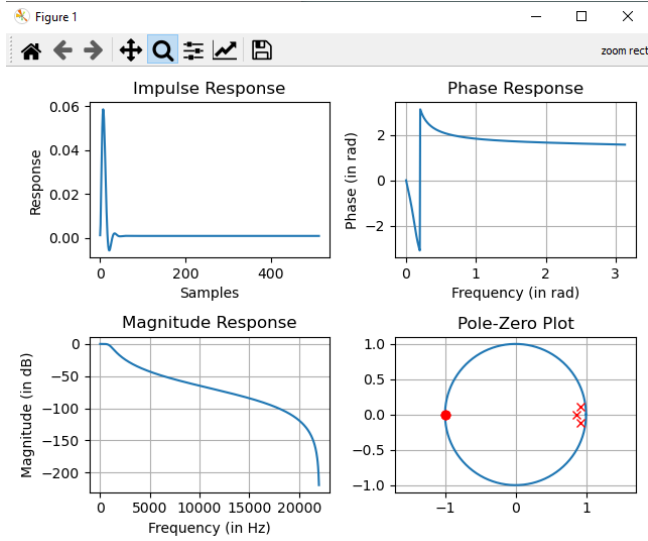 Figure 1
zoom rect
Impulse Response
0.06
0.04
0.02
0.00
Response
0 200 400
Samples
Phase Response
2
0
−2
Phase (in rad)
0 1 2 3
Frequency (in rad)
Magnitude Response
0
−50
−100
−150
−200
Magnitude (in dB)
0 5000 10000 15000 20000
Frequency (in Hz)
Pole-Zero Plot
1.0
0.5
0.0
−0.5
−1.0
−1 0 1